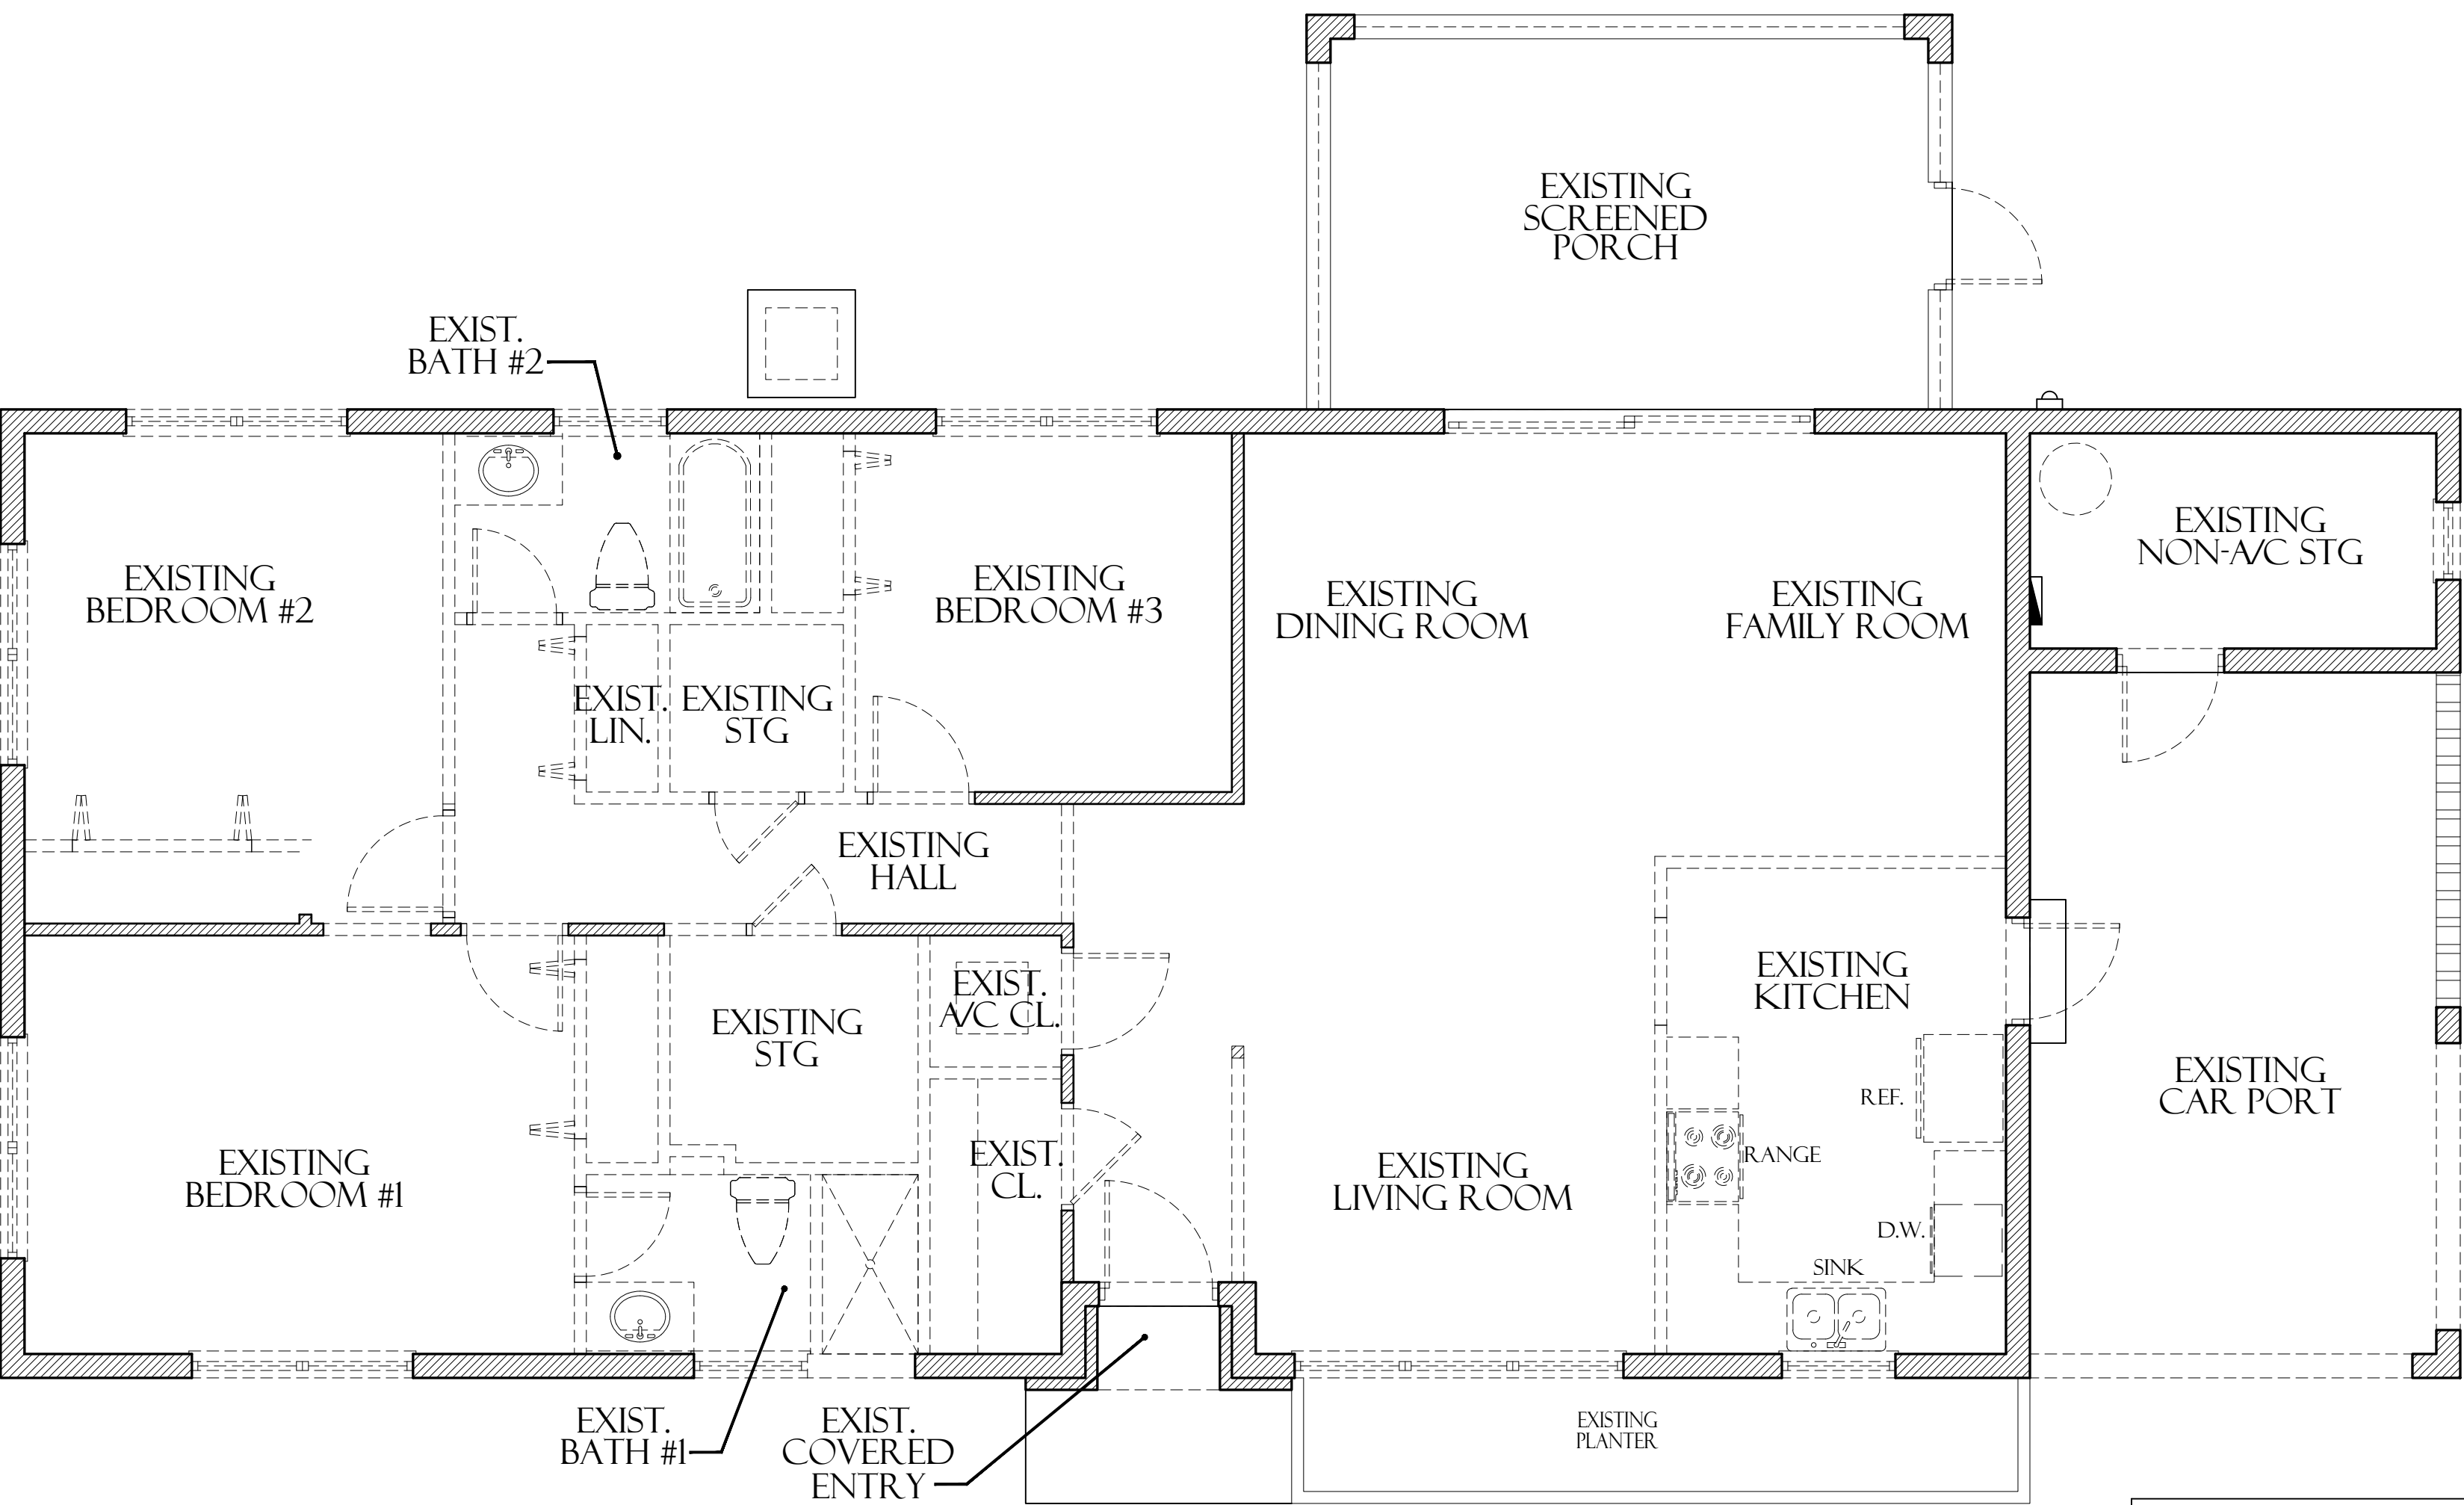 EXISTING
SCREENED
PORCH
EXIST.
BATH #2
EXISTING
BEDROOM #2
EXISTING
BEDROOM #3
EXISTING
DINING ROOM
EXISTING
FAMILY ROOM
EXISTING
NON-A/C STG
EXIST.
LIN.
EXISTING
STG
EXISTING
HALL
EXISTING
STG
EXIST.
A/C CL.
EXISTING
KITCHEN
EXISTING
CAR PORT
REF.
RANGE
EXISTING
BEDROOM #1
EXIST.
CL.
EXISTING
LIVING ROOM
D.W.
SINK
EXIST.
BATH #1
EXIST.
COVERED
ENTRY
EXISTING
PLANTER